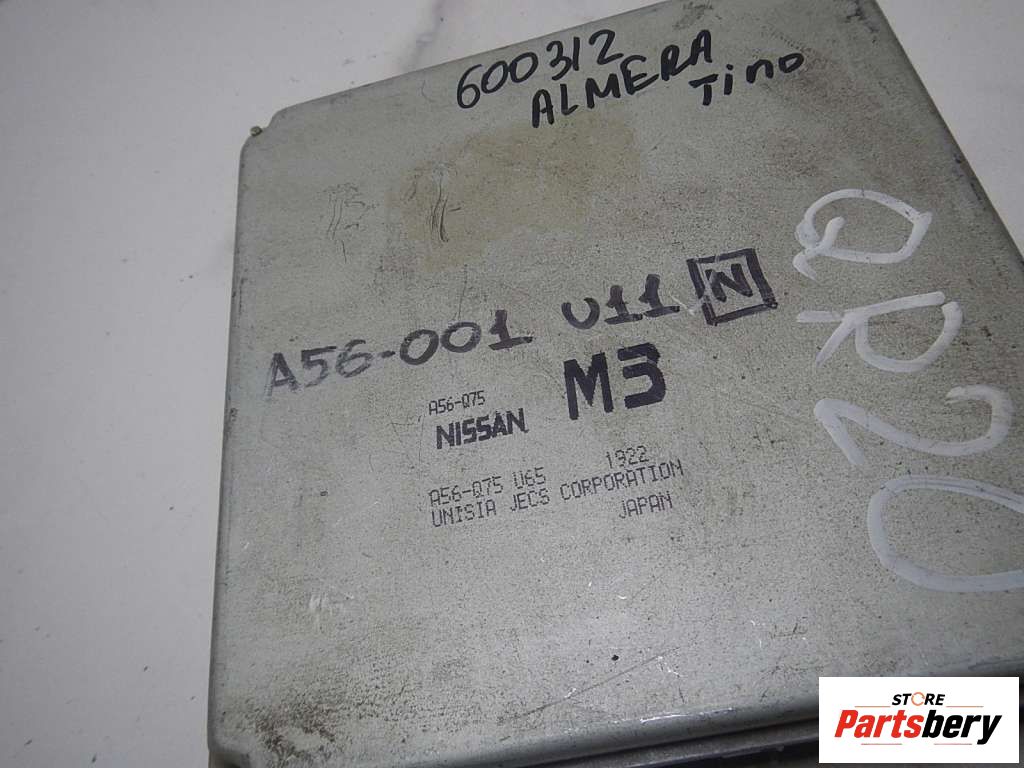 600312
ALMERA
Tino
QR20
A56-001 U11 N
A56-Q75
NISSAN M3
A56-Q75 U65 1922
UNISIA JECS CORPORATION
JAPAN
STORE
Partsbery